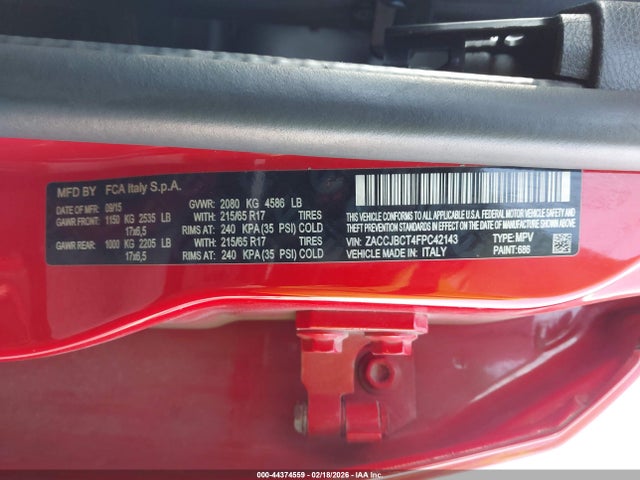 MFD BY FCA Italy S.p.A.
DATE OF MFR: 09/15
GVWR: 2080 KG 4586 LB
GAWR FRONT: 1150 KG 2535 LB WITH: 215/65 R17 TIRES
17x6,5 RIMS AT: 240 KPA (35 PSI) COLD
GAWR REAR: 1000 KG 2205 LB WITH: 215/65 R17 TIRES
17x6,5 RIMS AT: 240 KPA (35 PSI) COLD
THIS VEHICLE CONFORMS TO ALL APPLICABLE U.S.A. FEDERAL MOTOR
VEHICLE SAFETY, BUMPER AND THEFT
PREVENTION STANDARDS IN EFFECT ON THE DATE OF MANUFACTURE SHOWN ABOVE.
VIN: ZACCJBCT4FPC42143 TYPE: MPV
VEHICLE MADE IN: ITALY PAINT: 686
000-44374559 - 02/18/2026 - IAAI.com